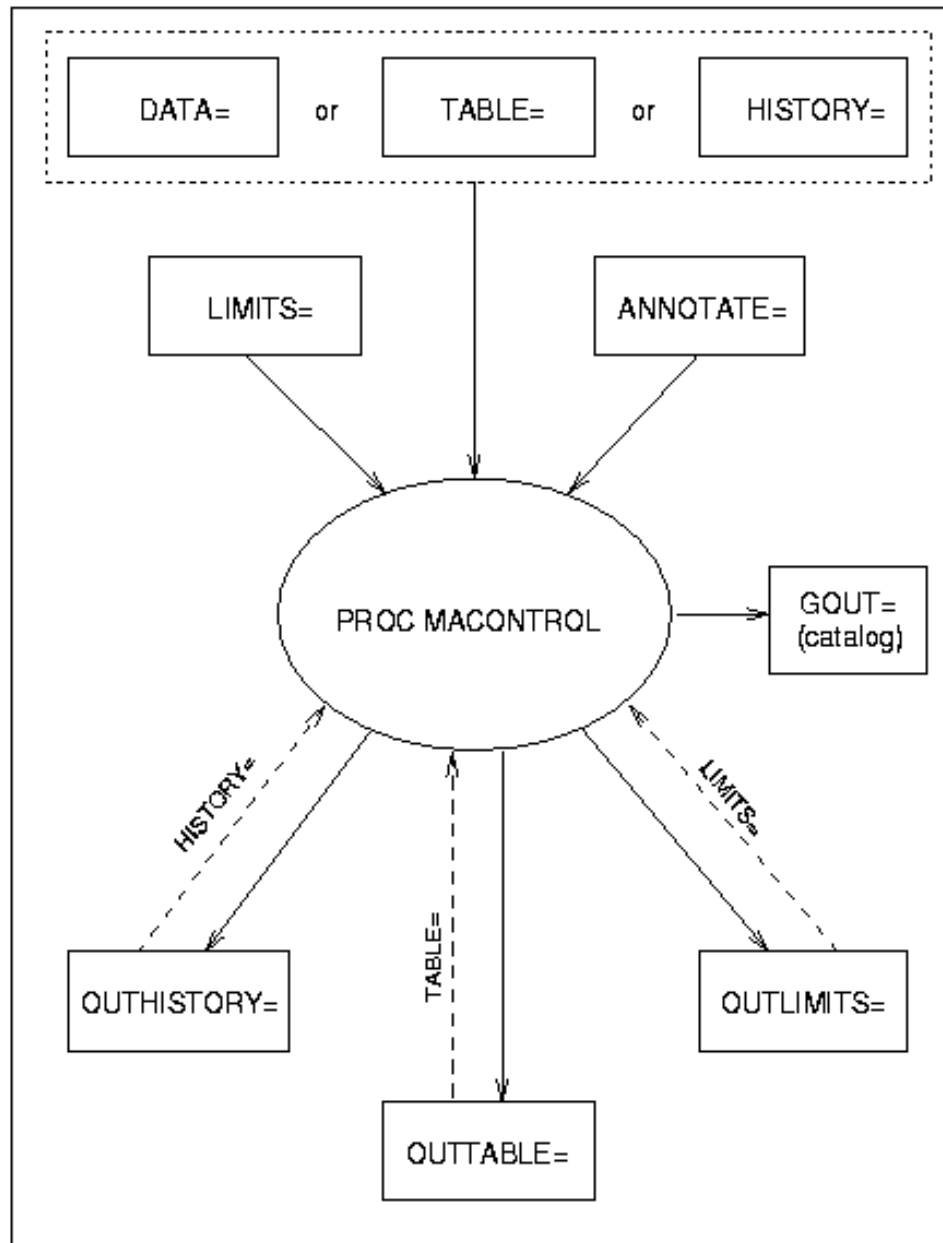 DATA= or TABLE= or HISTORY=
LIMITS=
ANNOTATE=
PROC MACONTROL
GOUT=
(catalog)
HISTORY=
LIMITS=
TABLE=
OUTHISTORY=
OUTLIMITS=
OUTTABLE=